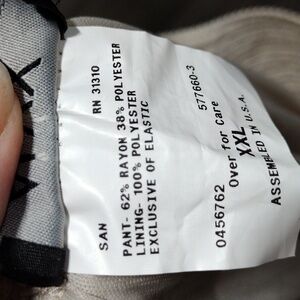 RN 31310
SAN
PANT- 62% RAYON 38% POLYESTER
LINING- 100% POLYESTER
EXCLUSIVE OF ELASTIC
577660-3
0456762
Over for Care
XXL
ASSEMBLED IN U.S.A.